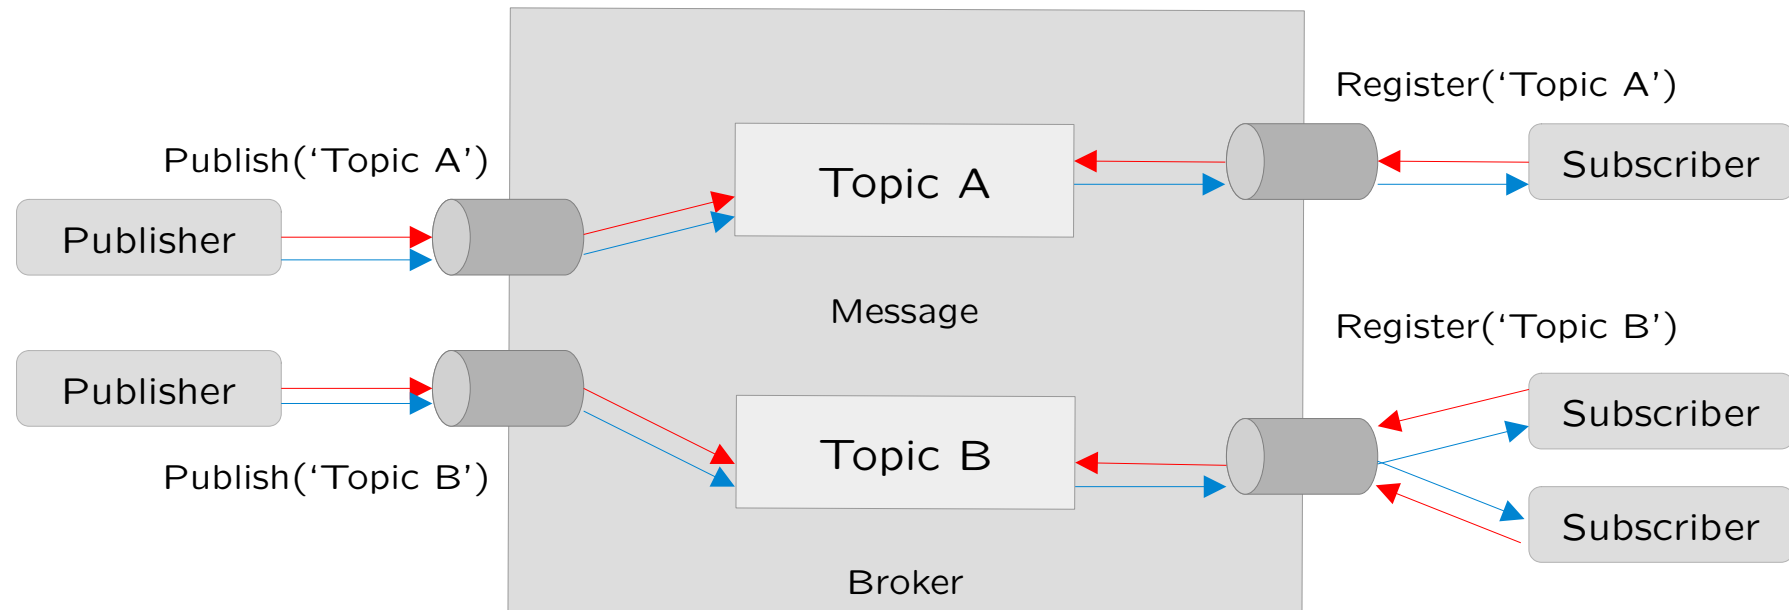 Register(‘Topic A’)
Publish(‘Topic A’)
Topic A
Subscriber
Publisher
Message
Register(‘Topic B’)
Publisher
Subscriber
Topic B
Publish(‘Topic B’)
Subscriber
Broker